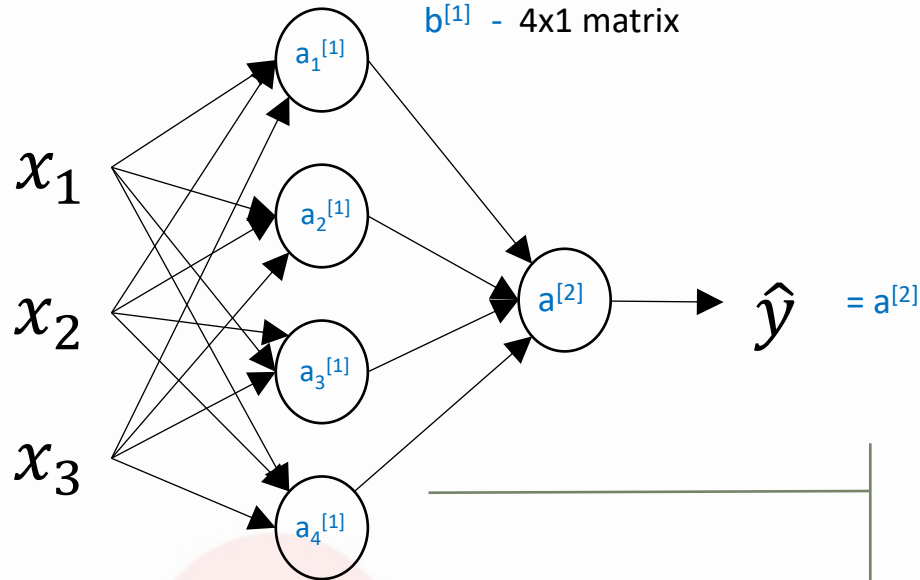 b[1] - 4x1 matrix
a1[1]
x1
a2[1]
x2
a[2]
ŷ = a[2]
a3[1]
x3
a4[1]